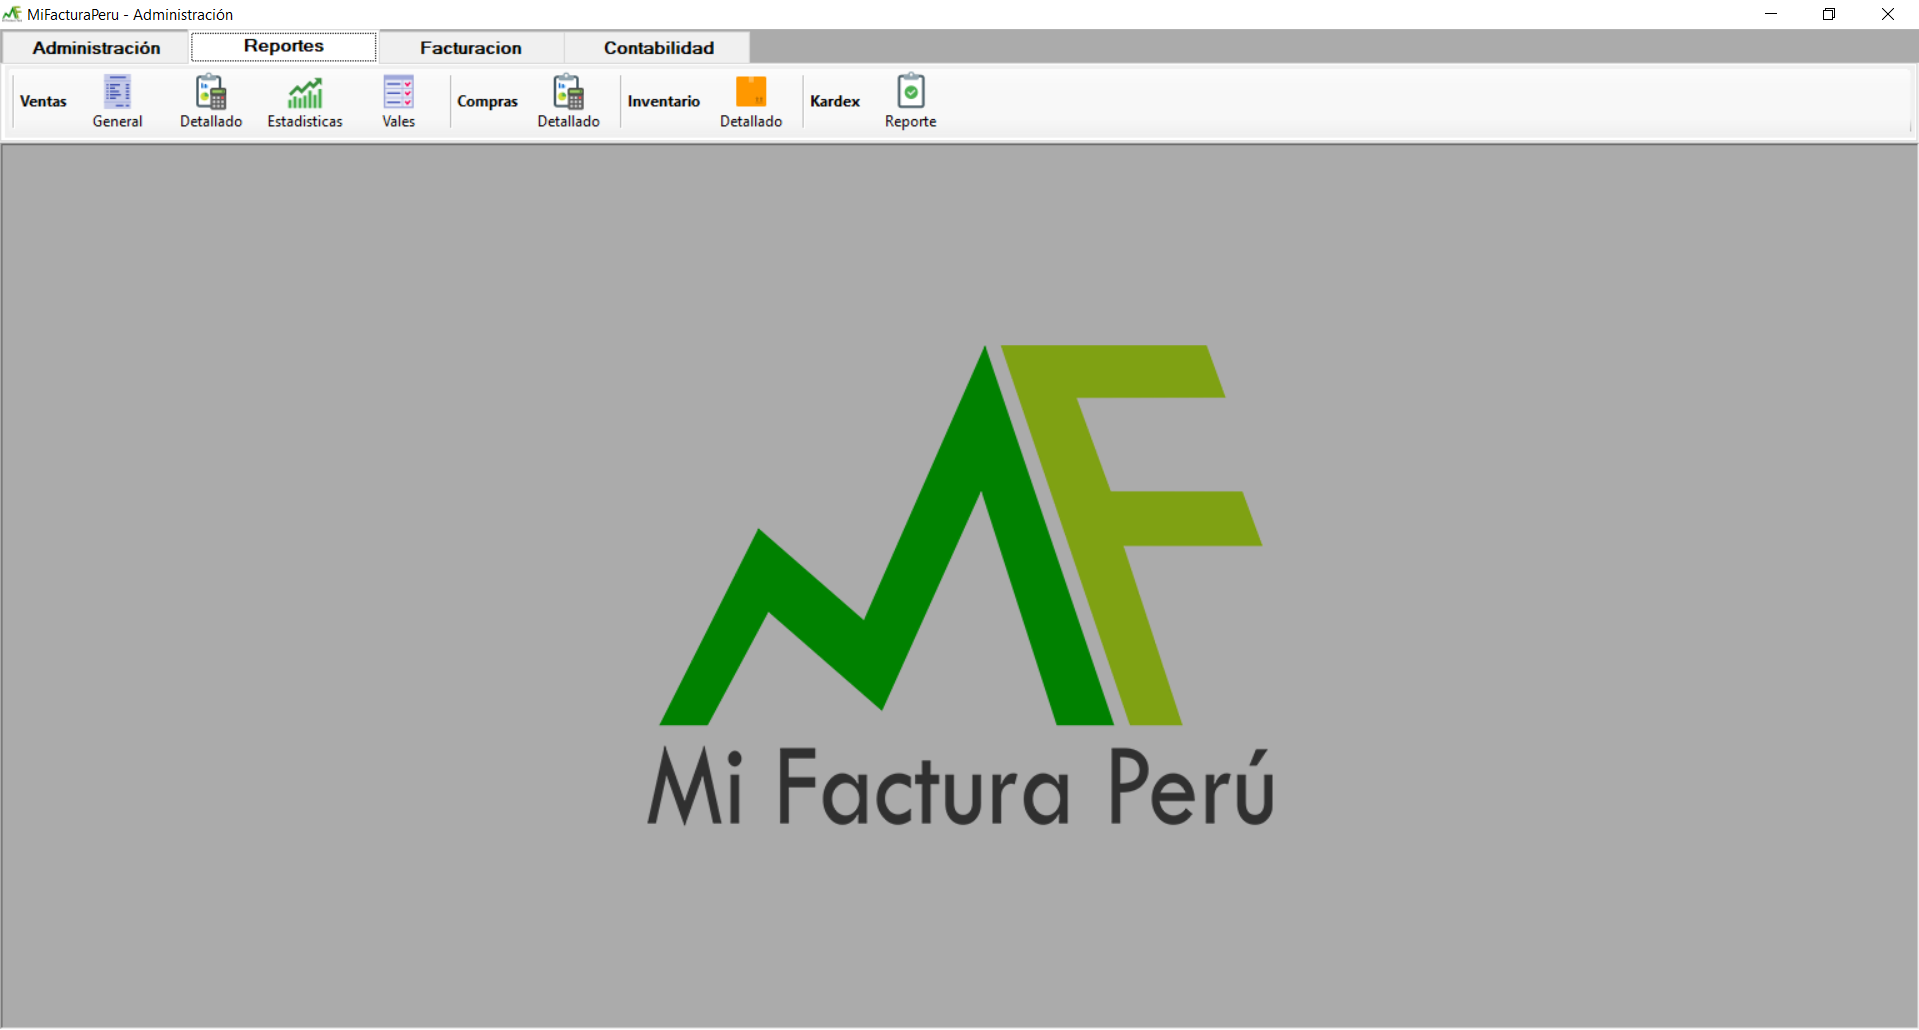 MiFacturaPeru - Administración
Administración Reportes Facturacion Contabilidad
Ventas General Detallado Estadisticas Vales Compras Detallado Inventario Detallado Kardex Reporte
MF
Mi Factura Perú